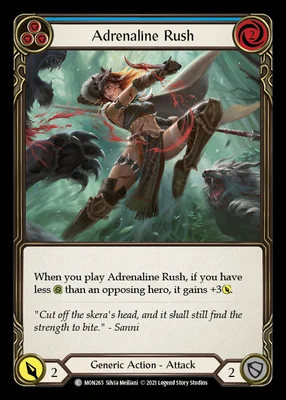 Adrenaline Rush
2
When you play Adrenaline Rush, if you have
less than an opposing hero, it gains +3.
"Cut off the skera's head, and it shall still find the
strength to bite." - Sanni
2
Generic Action - Attack
2
C MON265 Silvia Meiliani © 2021 Legend Story Studios